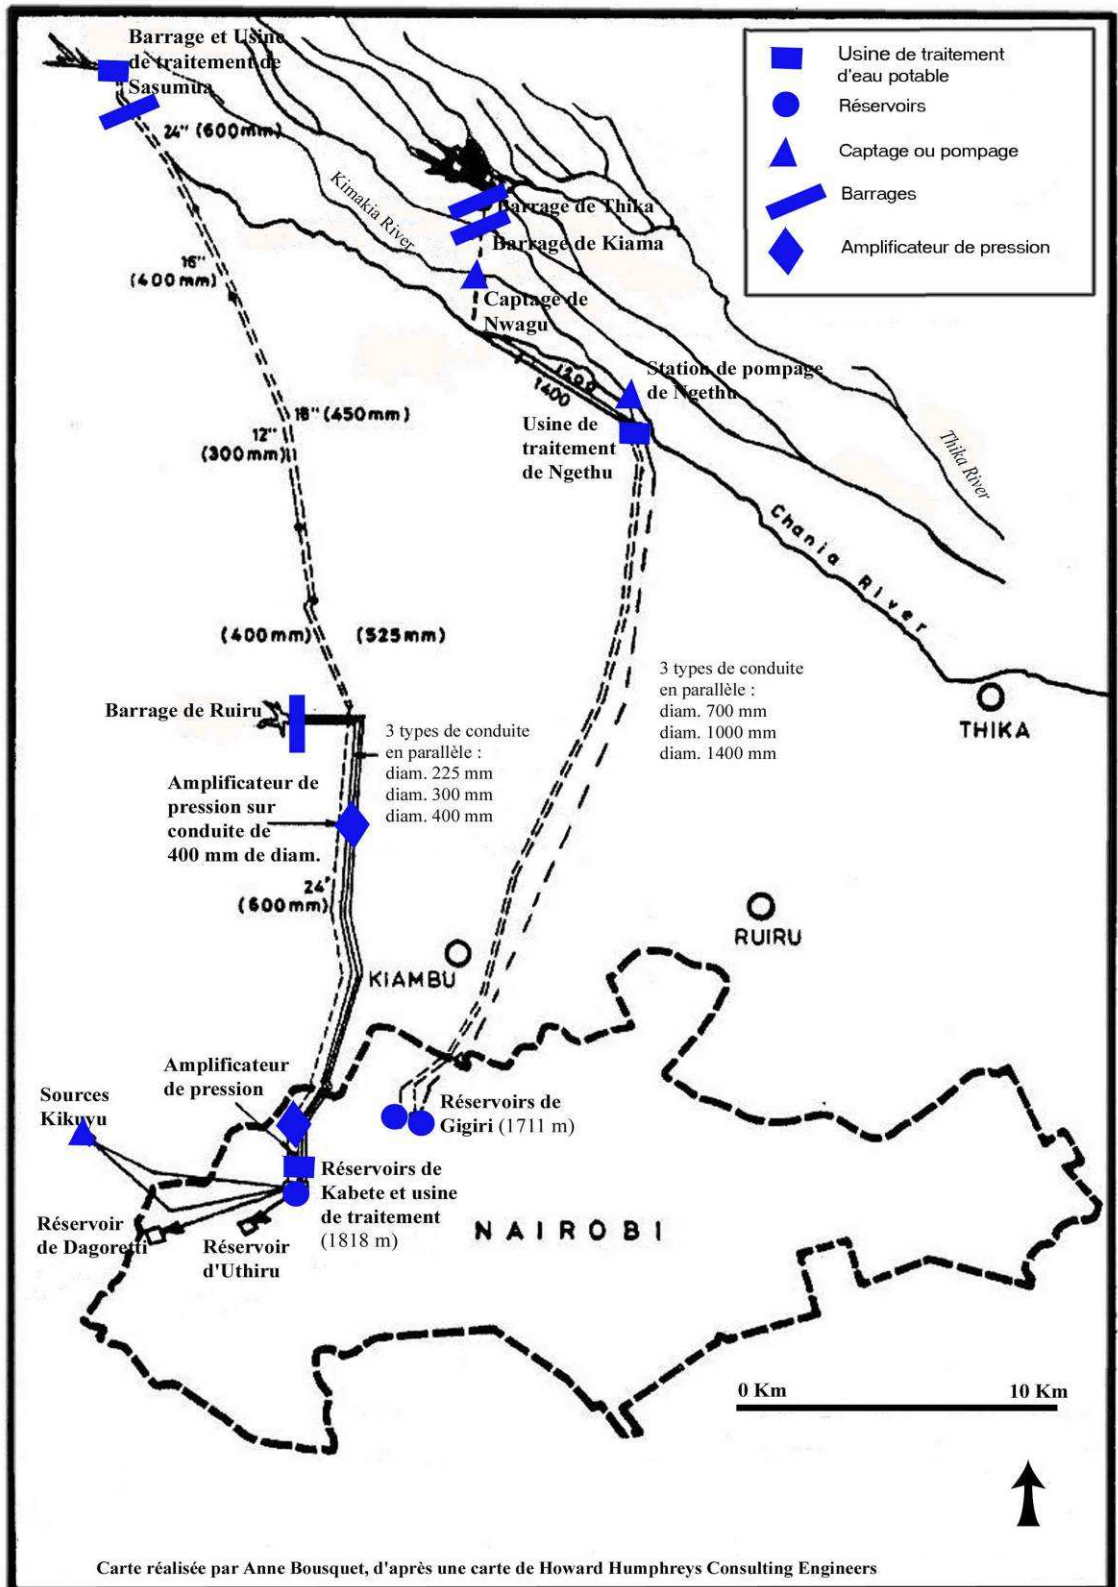 Barrage et Usine
de traitement de
Sasumua
Usine de traitement
d'eau potable
Réservoirs
Captage ou pompage
Barrages
Amplificateur de pression
24" (600mm)
Kimakia
River
Barrage de Thika
Barrage de Kiama
16"
(400mm)
Captage de
Nwagu
1200
1400
Station de pompage
de Ngethu
18" (450mm)
12"
(300mm)
Usine de
traitement
de Ngethu
Thika River
Chania River
(400mm)
(525mm)
3 types de conduite
en parallèle :
diam. 700 mm
diam. 1000 mm
diam. 1400 mm
THIKA
Barrage de Ruiru
3 types de conduite
en parallèle :
diam. 225 mm
diam. 300 mm
diam. 400 mm
Amplificateur de
pression sur
conduite de
400 mm de diam.
24"
(600mm)
RUIRU
KIAMBU
Amplificateur
de pression
Sources
Kikuyu
Réservoirs de
Gigiri (1711 m)
Réservoirs de
Kabete et usine
de traitement
(1818 m)
Réservoir
de Dagoretti
Réservoir
d'Uthiru
NAIROBI
0 Km
10 Km
Carte réalisée par Anne Bousquet, d'après une carte de Howard Humphreys Consulting Engineers